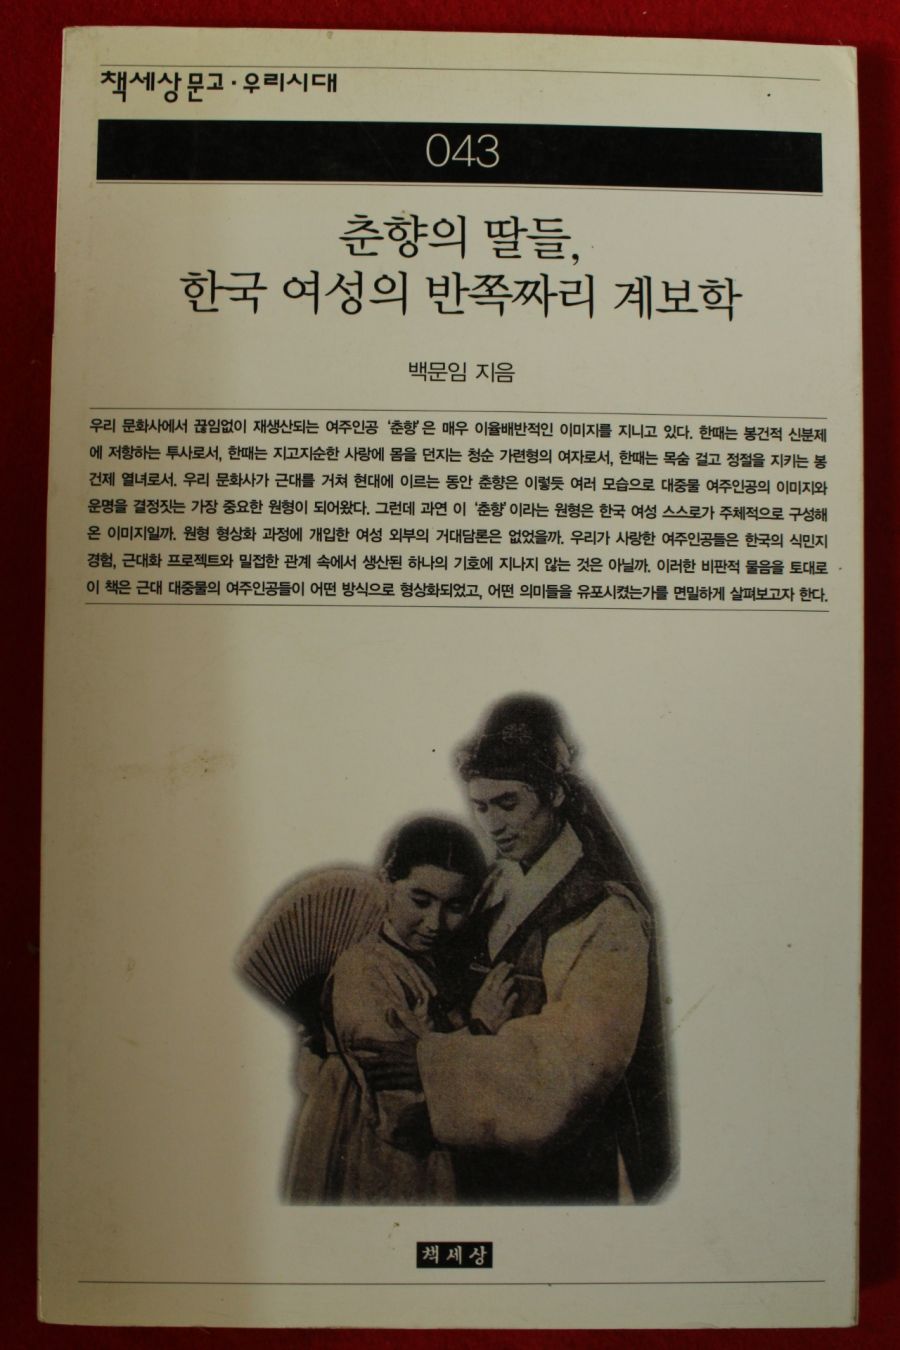 책세상 문고 · 우리시대
043
춘향의 딸들,
한국 여성의 반쪽짜리 계보학
백문임 지음
우리 문화사에서 끊임없이 재생산되는 여주인공 ‘춘향’은 매우 이율배반적인 이미지를 지니고 있다. 한때는 봉건적 신분제
에 저항하는 투사로서, 한때는 지고지순한 사랑에 몸을 던지는 청순 가련형의 여자로서, 한때는 목숨 걸고 정절을 지키는 봉
건제 열녀로서. 우리 문화사가 근대를 거쳐 현대에 이르는 동안 춘향은 이렇듯 여러 모습으로 대중물 여주인공의 이미지와
운명을 결정짓는 가장 중요한 원형이 되어왔다. 그런데 과연 이 ‘춘향’이라는 원형은 한국 여성 스스로가 주체적으로 구성해
온 이미지일까. 원형 형상화 과정에 개입한 여성 외부의 거대담론은 없었을까. 우리가 사랑한 여주인공들은 한국의 식민지
경험, 근대화 프로젝트와 밀접한 관계 속에서 생산된 하나의 기호에 지나지 않는 것은 아닐까. 이러한 비판적 물음을 토대로
이 책은 근대 대중물의 여주인공들이 어떤 방식으로 형상화되었고, 어떤 의미들을 유포시켰는가를 면밀하게 살펴보고자 한다.
책세상